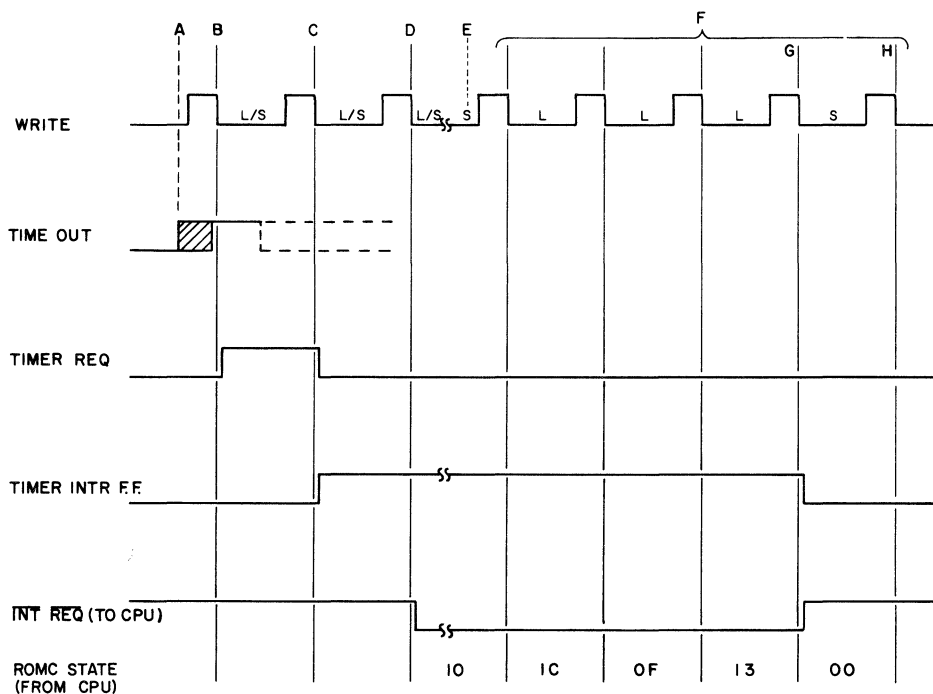 F
A B C D E G H
WRITE L/S L/S L/S S L L L S
TIME OUT
TIMER REQ
TIMER INTR F.F.
INT REQ (TO CPU)
ROMC STATE 10 1C 0F 13 00
(FROM CPU)